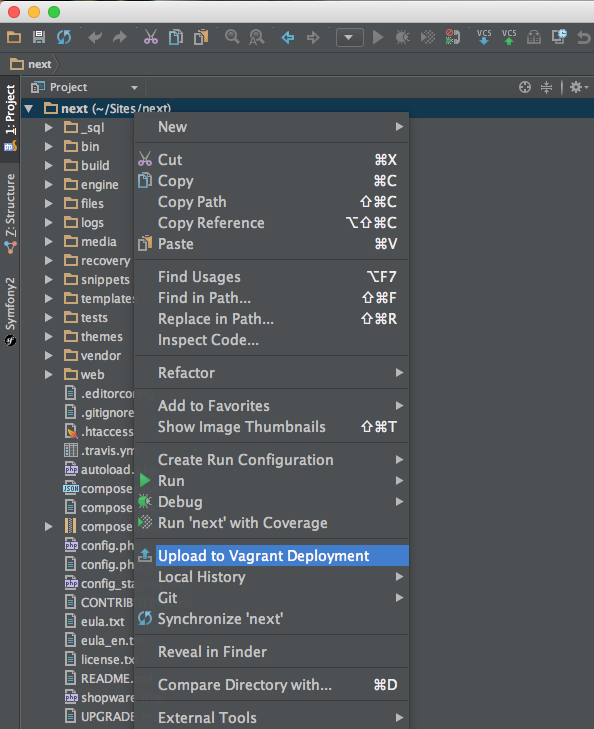 VCS VCS
next
Project
1: Project
Z: Structure
Symfony2
next (~/Sites/next)
_sql
bin
build
engine
files
logs
media
recovery
snippets
templates
tests
themes
vendor
web
.editorcon
.gitignore
.htaccess
.travis.ym
autoload.
compose
compose
compose
config.ph
config.ph
config_sta
CONTRIB
eula.txt
eula_en.t
license.tx
README.
shopware
UPGRADE
New
Cut ⌘X
Copy ⌘C
Copy Path ⇧⌘C
Copy Reference ⌥⇧⌘C
Paste ⌘V
Find Usages ⌥F7
Find in Path... ⇧⌘F
Replace in Path... ⇧⌘R
Inspect Code...
Refactor
Add to Favorites
Show Image Thumbnails ⇧⌘T
Create Run Configuration
Run
Debug
Run 'next' with Coverage
Upload to Vagrant Deployment
Local History
Git
Synchronize 'next'
Reveal in Finder
Compare Directory with... ⌘D
External Tools